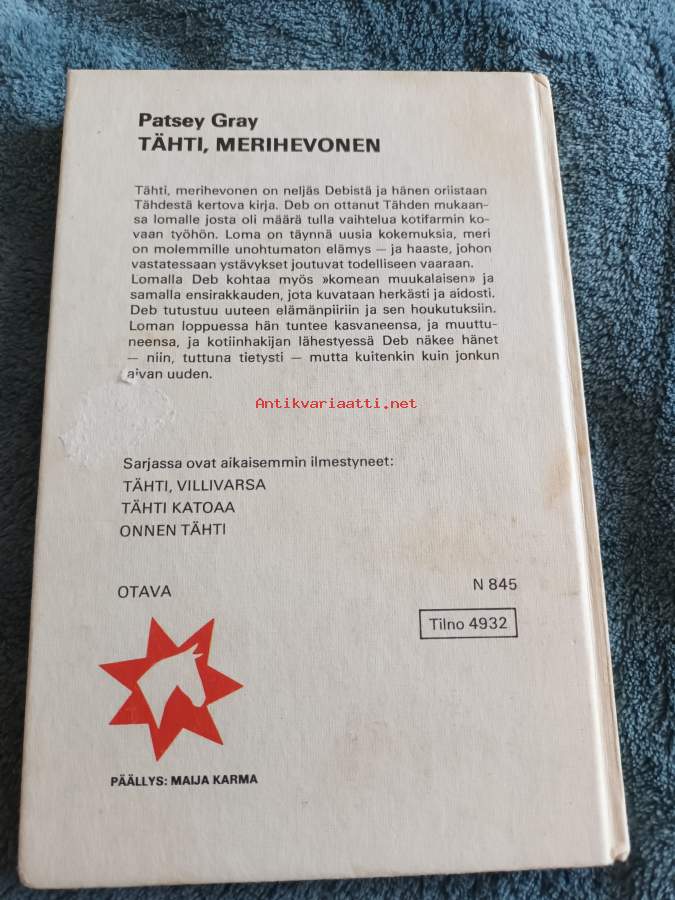 Patsey Gray
TÄHTI, MERIHEVONEN
Tähti, merihevonen on neljäs Debistä ja hänen oriistaan
Tähdestä kertova kirja. Deb on ottanut Tähden mukaan-
sa lomalle josta oli määrä tulla vaihtelua kotifarmin ko-
vaan työhön. Loma on täynnä uusia kokemuksia, meri
on molemmille unohtumaton elämys – ja haaste, johon
vastatessaan ystävykset joutuvat todelliseen vaaraan.
Lomalla Deb kohtaa myös »komean muukalaisen» ja
samalla ensirakkauden, jota kuvataan herkästi ja aidosti.
Deb tutustuu uuteen elämänpiiriin ja sen houkutuksiin.
Loman loppuessa hän tuntee kasvaneensa, ja muuttu-
neensa, ja kotiinhakijan lähestyessä Deb näkee hänet
– niin, tuttuna tietysti – mutta kuitenkin kuin jonkun
aivan uuden.
Antikvariaatti.net
Sarjassa ovat aikaisemmin ilmestyneet:
TÄHTI, VILLIVARSA
TÄHTI KATOAA
ONNEN TÄHTI
OTAVA
N 845
Tilno 4932
PÄÄLLYS: MAIJA KARMA